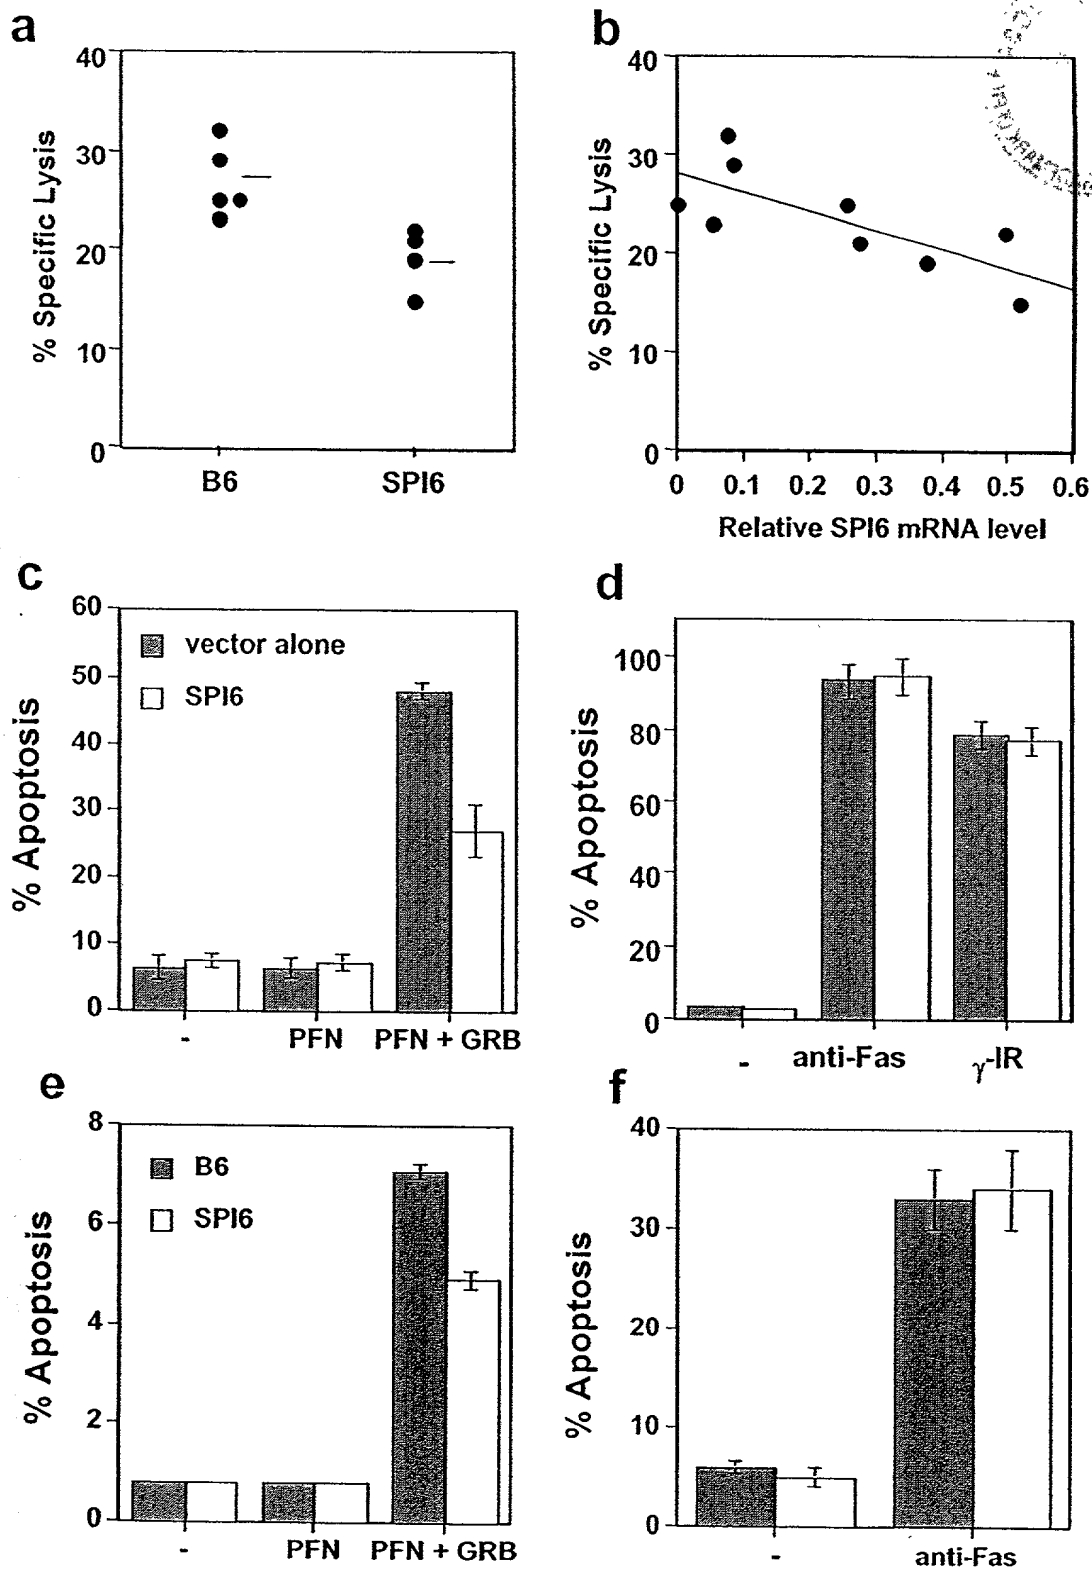 a
40
30
20
10
0
% Specific Lysis
B6
SPI6
b
40
30
20
10
0
% Specific Lysis
0
0.1
0.2
0.3
0.4
0.5
0.6
Relative SPI6 mRNA level
c
60
50
40
30
20
10
0
% Apoptosis
vector alone
SPI6
-
PFN
PFN + GRB
d
100
80
60
40
20
0
% Apoptosis
-
anti-Fas
γ-IR
e
8
6
4
2
0
% Apoptosis
B6
SPI6
-
PFN
PFN + GRB
f
40
30
20
10
0
% Apoptosis
-
anti-Fas